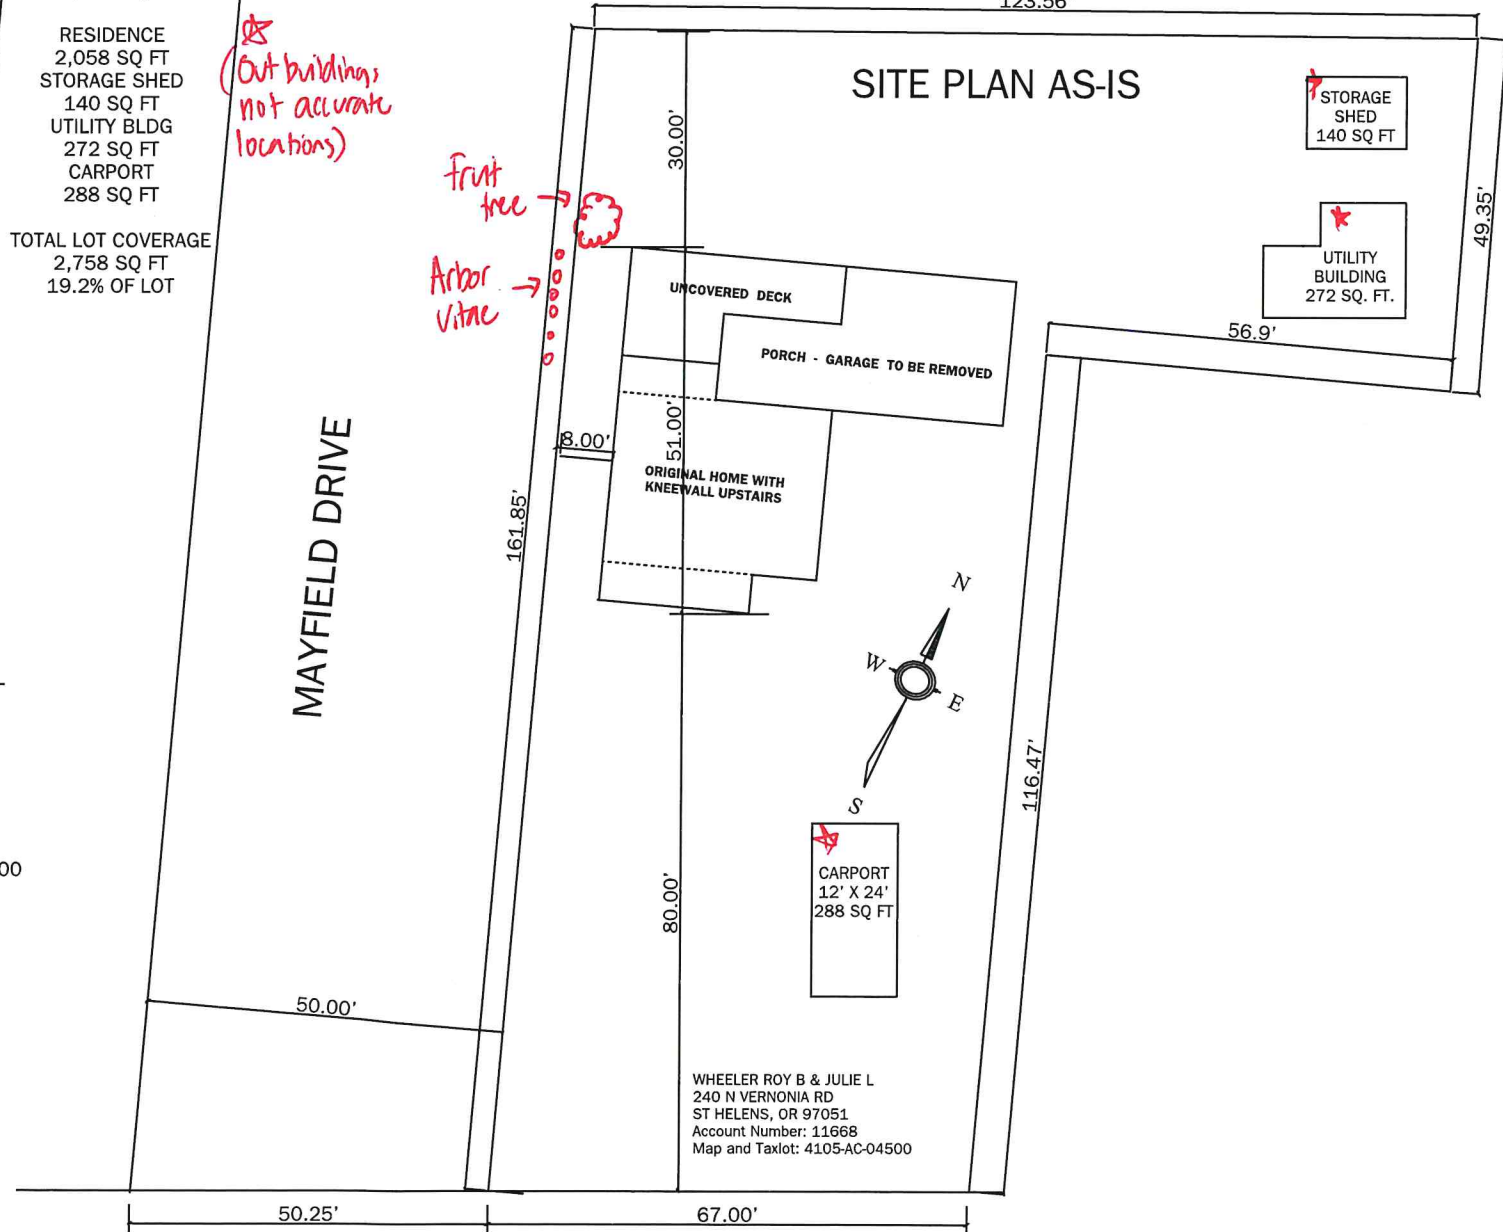 123.56'
RESIDENCE
2,058 SQ FT
STORAGE SHED
140 SQ FT
UTILITY BLDG
272 SQ FT
CARPORT
288 SQ FT
TOTAL LOT COVERAGE
2,758 SQ FT
19.2% OF LOT
(Out buildings
not accurate
locations)
SITE PLAN AS-IS
STORAGE
SHED
140 SQ FT
30.00'
Fruit
tree
49.35'
UTILITY
BUILDING
272 SQ. FT.
Arbor
Vitae
UNCOVERED DECK
56.9'
PORCH - GARAGE TO BE REMOVED
8.00'
51.00'
ORIGINAL HOME WITH
KNEEWALL UPSTAIRS
161.85'
MAYFIELD DRIVE
N
W
E
S
116.47'
00
CARPORT
12' X 24'
288 SQ FT
80.00'
50.00'
WHEELER ROY B & JULIE L
240 N VERNONIA RD
ST HELENS, OR 97051
Account Number: 11668
Map and Taxlot: 4105-AC-04500
50.25'
67.00'